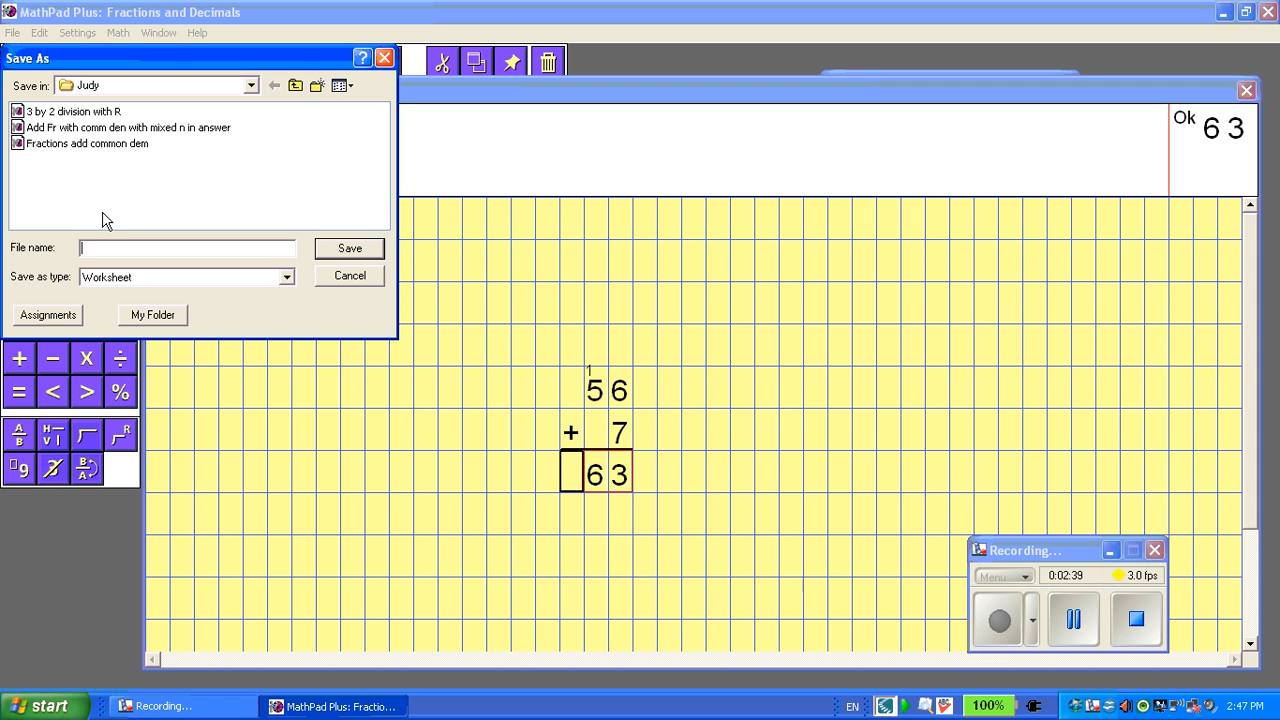 MathPad Plus: Fractions and Decimals
File Edit Settings Math Window Help
Save As
Save in: Judy
3 by 2 division with R
Add Fr with comm den with mixed n in answer
Fractions add common dem
File name: Save
Save as type: Worksheet Cancel
Assignments My Folder
Ok 6 3
+ − x ÷
= < > %
A/B H V R
9 3 B/A
1
5 6
+ 7
6 3
Recording...
Menu 0:02:39 3.0 fps
start Recording... MathPad Plus: Fractio... EN 100% 2:47 PM